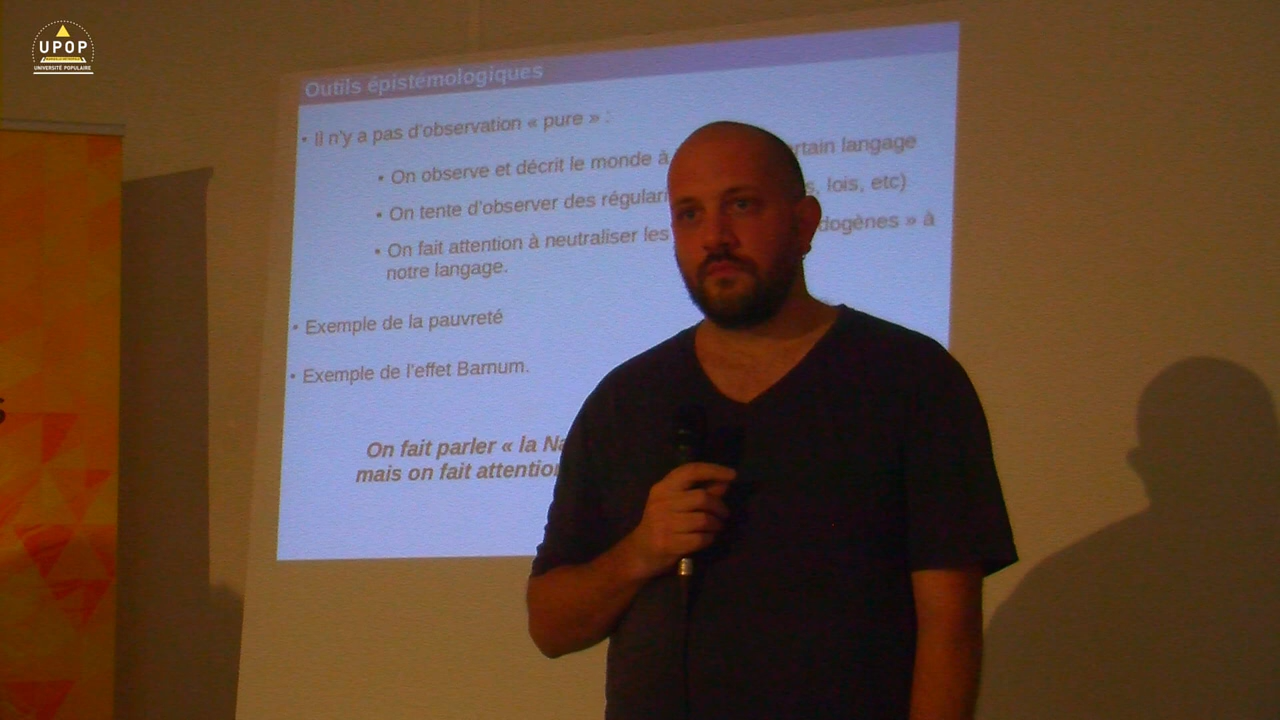 UPOP
UNIVERSITÉ POPULAIRE
Outils épistémologiques
• Il n'y a pas d'observation « pure » :
• On observe et décrit le monde à rtain langage
• On tente d'observer des régulari s, lois, etc)
• On fait attention à neutraliser les dogènes » à
notre langage.
• Exemple de la pauvreté
• Exemple de l'effet Barnum.
On fait parler « la Na
mais on fait attention
S